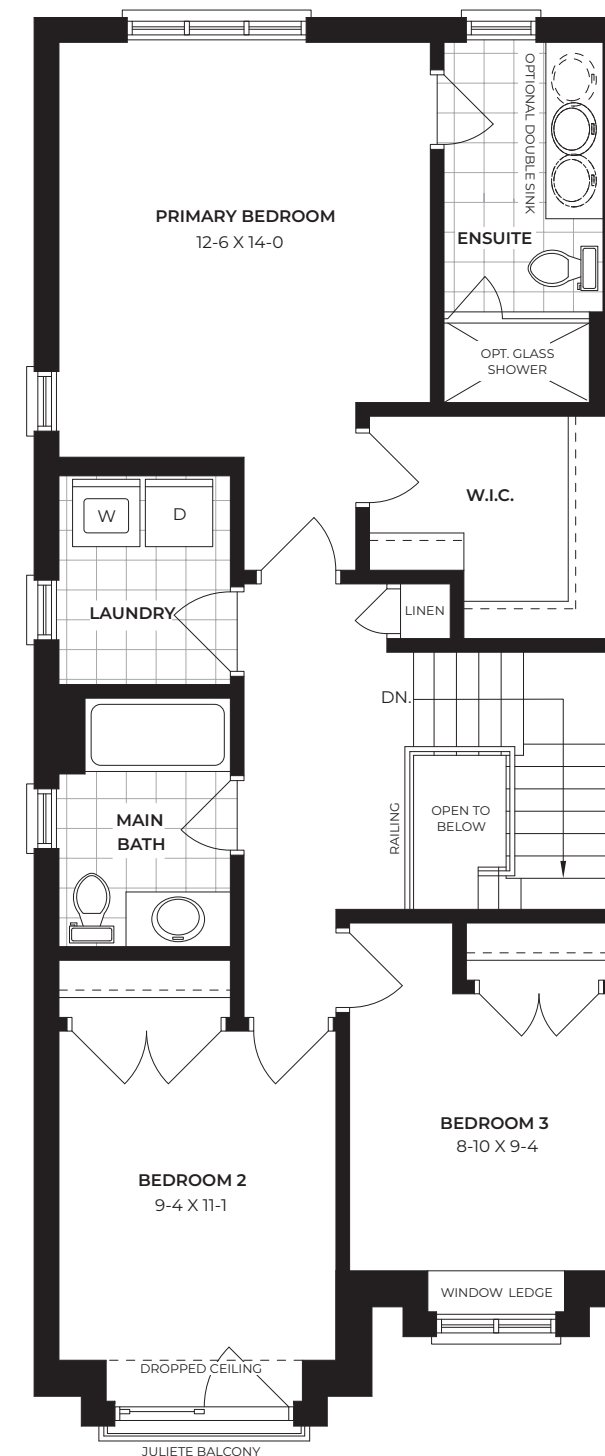 OPTIONAL DOUBLE SINK
PRIMARY BEDROOM
12-6 X 14-0
ENSUITE
OPT. GLASS
SHOWER
W.I.C.
W
D
LAUNDRY
LINEN
DN.
RAILING
OPEN TO
BELOW
MAIN
BATH
BEDROOM 3
8-10 X 9-4
BEDROOM 2
9-4 X 11-1
WINDOW LEDGE
DROPPED CEILING
JULIETE BALCONY